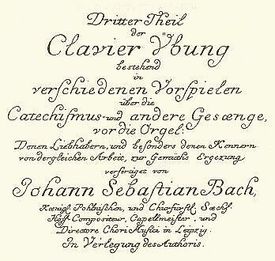 Dritter Theil
der
Clavier Übung
bestehend
in
verschiedenen Vorspielen
über die
Catechismus- und andere Gesænge,
vor die Orgel:
Denen Liebhabern, und besonders denen Kennern
von dergleichen Arbeit, zur Gemüths Ergezung
verfertiget von
Johann Sebastian Bach,
Kœnigl. Pohlnischen, und Churfürstl. Sæchs.
Hoff-Compositeur, Capellmeister, und
Directore Chori Musici in Leipzig.
In Verlegung des Authoris.